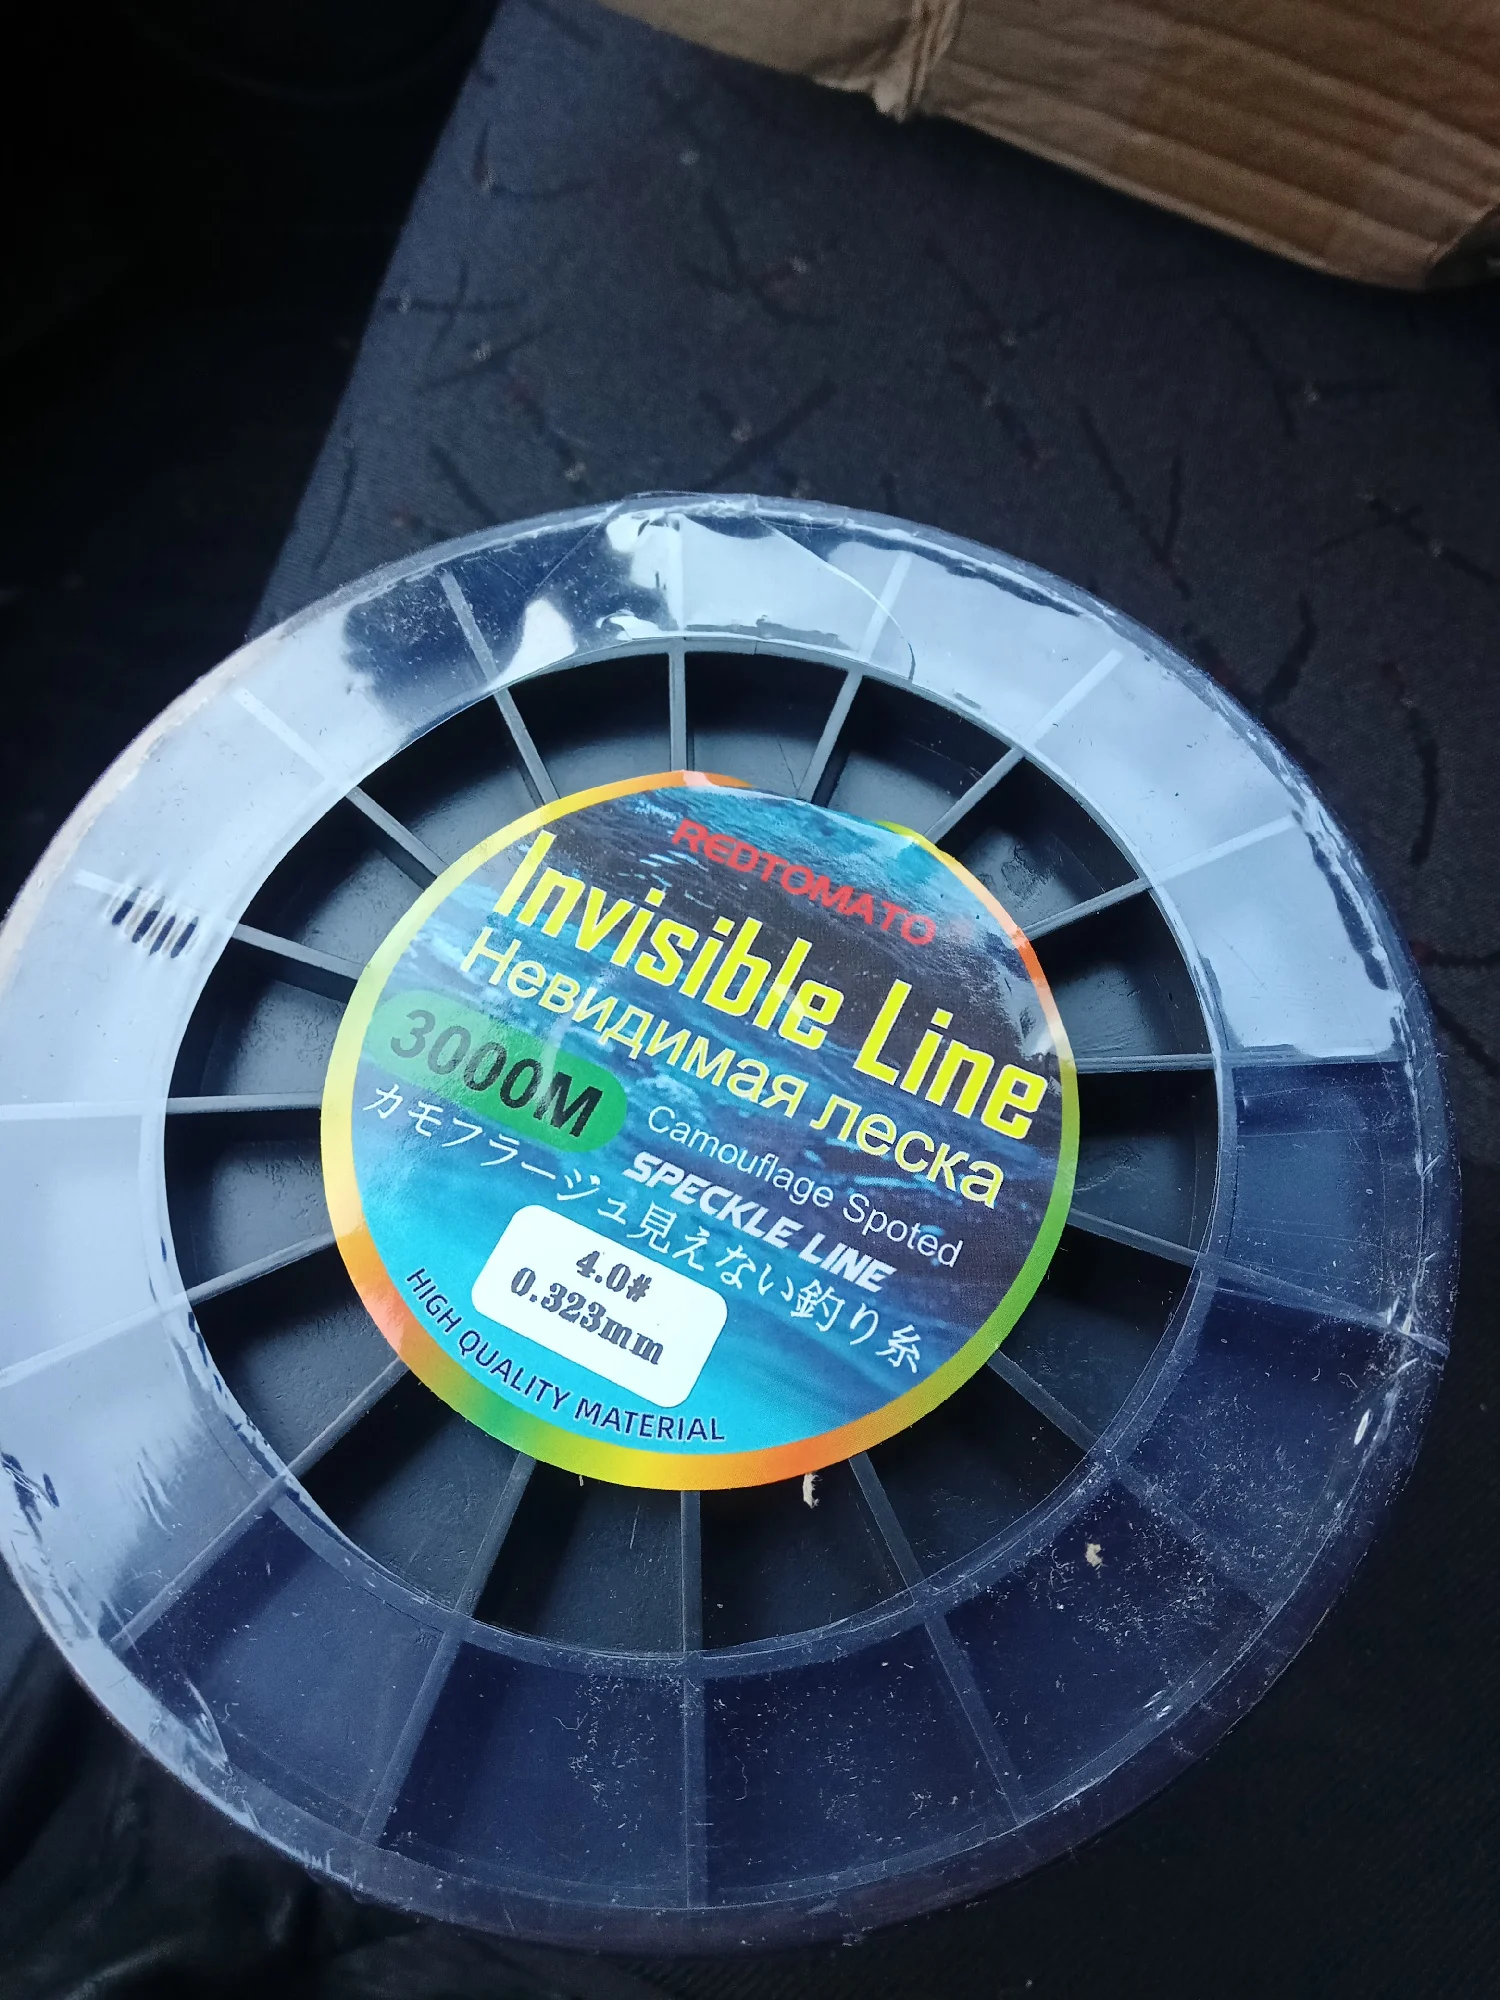 REDTOMATO
Invisible Line
Невидимая леска
3000M
Camouflage Spoted
SPECKLE LINE
カモフラージュ見えない釣り糸
4.0#
0.323mm
HIGH QUALITY MATERIAL